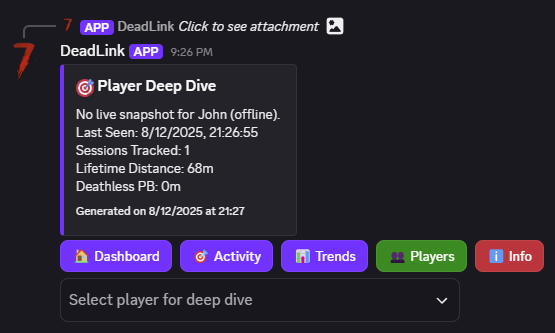 7 APP DeadLink Click to see attachment
7
DeadLink APP 9:26 PM
Player Deep Dive
No live snapshot for John (offline).
Last Seen: 8/12/2025, 21:26:55
Sessions Tracked: 1
Lifetime Distance: 68m
Deathless PB: 0m
Generated on 8/12/2025 at 21:27
Dashboard Activity Trends Players Info
Select player for deep dive